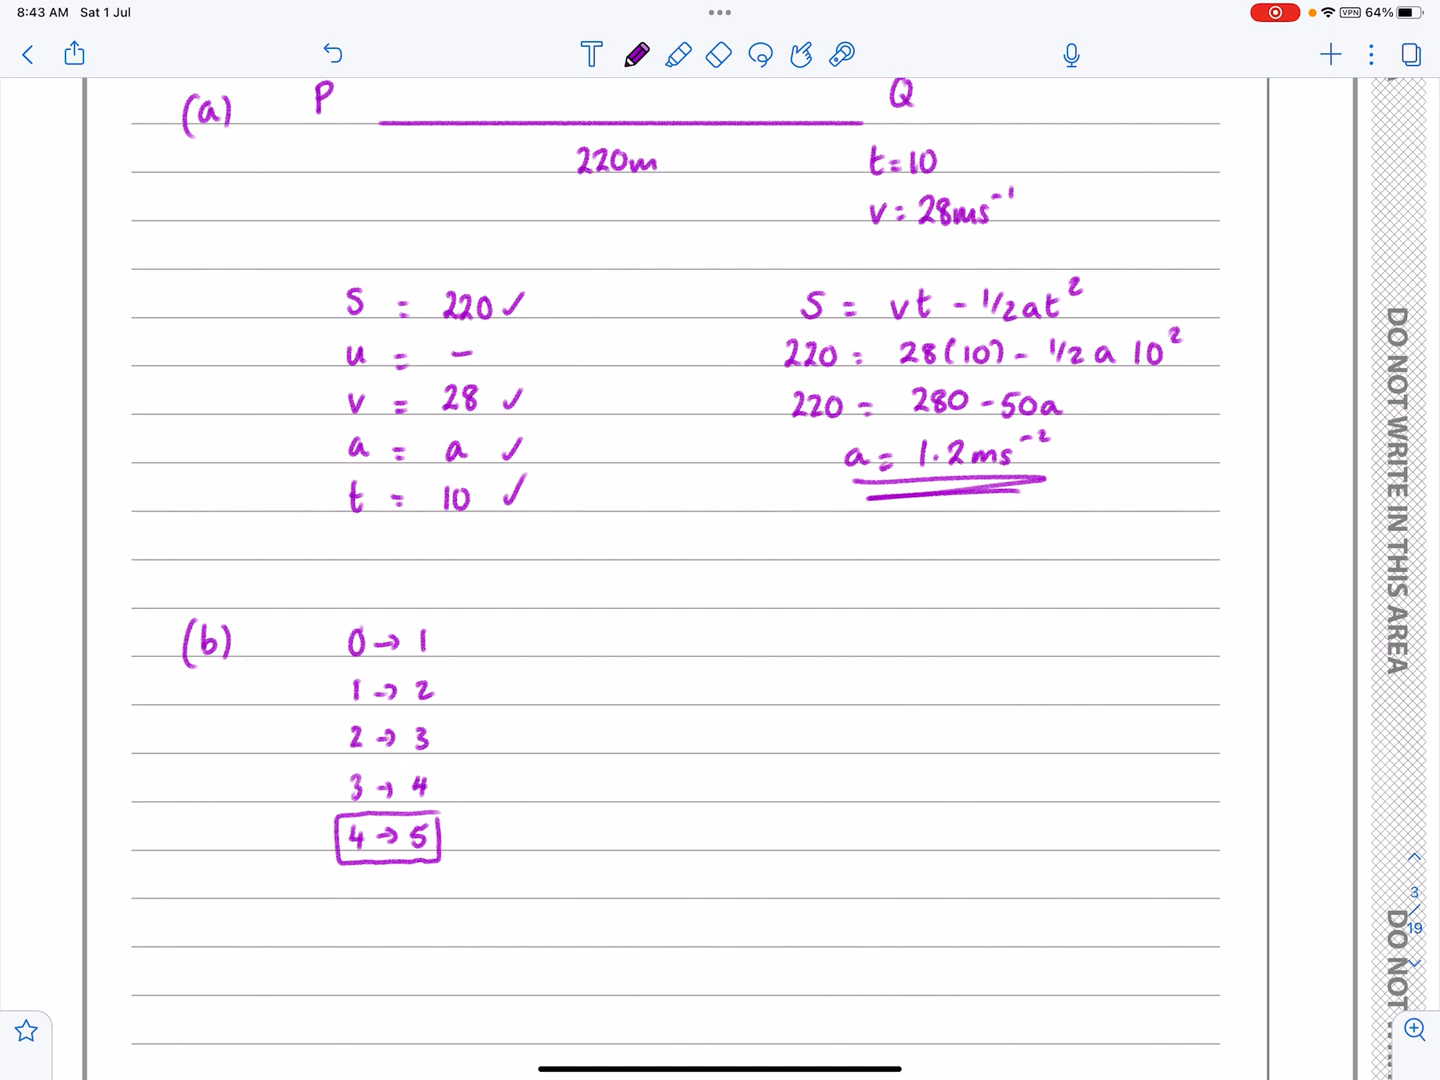 8:43 AM Sat 1 Jul
VPN 64%
T
(a) P Q
220m t=10
v = 28ms⁻¹
S = 220 ✓ S = vt - 1/2at²
u = - 220 = 28(10) - 1/2 a 10²
v = 28 ✓ 220 = 280 - 50a
a = a ✓ a = 1.2ms⁻²
t = 10 ✓
(b) 0 → 1
1 → 2
2 → 3
3 → 4
4 → 5
DO NOT WRITE IN THIS AREA
3
/
19
DO NOT